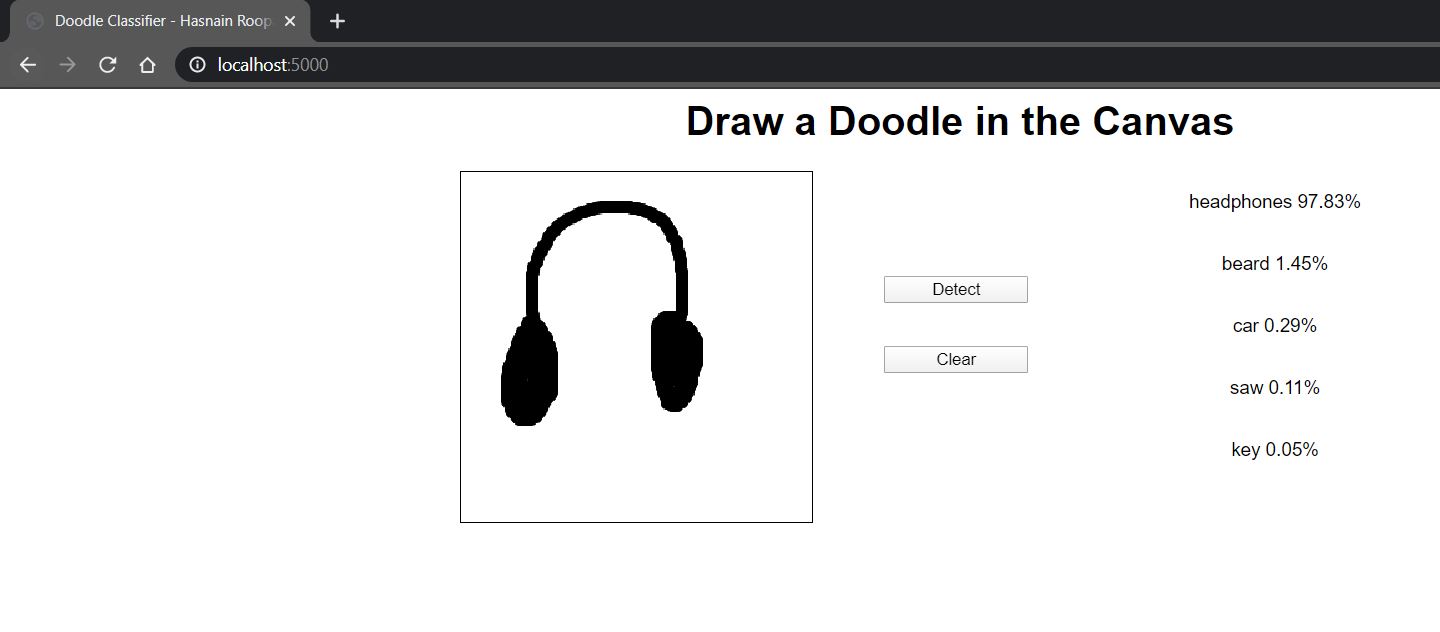 Doodle Classifier - Hasnain Roop
localhost:5000
Draw a Doodle in the Canvas
headphones 97.83%
beard 1.45%
Detect
car 0.29%
Clear
saw 0.11%
key 0.05%